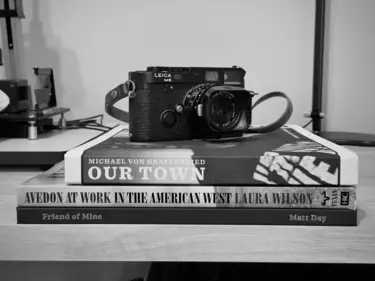 LEICA
M6
MICHAEL VON
OUR TOWN
AVEDON AT WORK IN THE AMERICAN WEST LAURA WILSON
Friend of Mine Matt Day